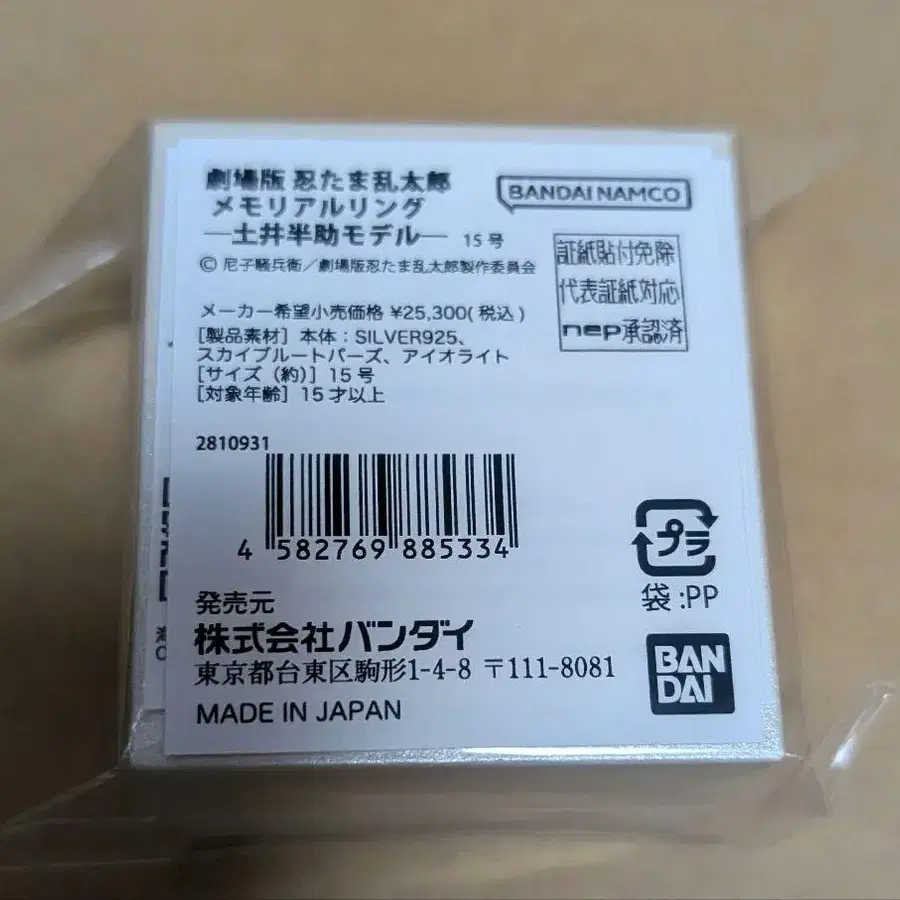 劇場版 忍たま乱太郎
メモリアルリング
―土井半助モデル― 15号
© 尼子騒兵衛／劇場版忍たま乱太郎製作委員会
BANDAI NAMCO
証紙貼付免除
代表証紙対応
nep承認済
メーカー希望小売価格 ¥25,300(税込)
[製品素材] 本体：SILVER925、
スカイブルートパーズ、アイオライト
[サイズ（約）] 15号
[対象年齢] 15才以上
2810931
4 582769 885334
プラ
袋:PP
発売元
株式会社バンダイ
東京都台東区駒形1-4-8 〒111-8081
MADE IN JAPAN
BAN
DAI